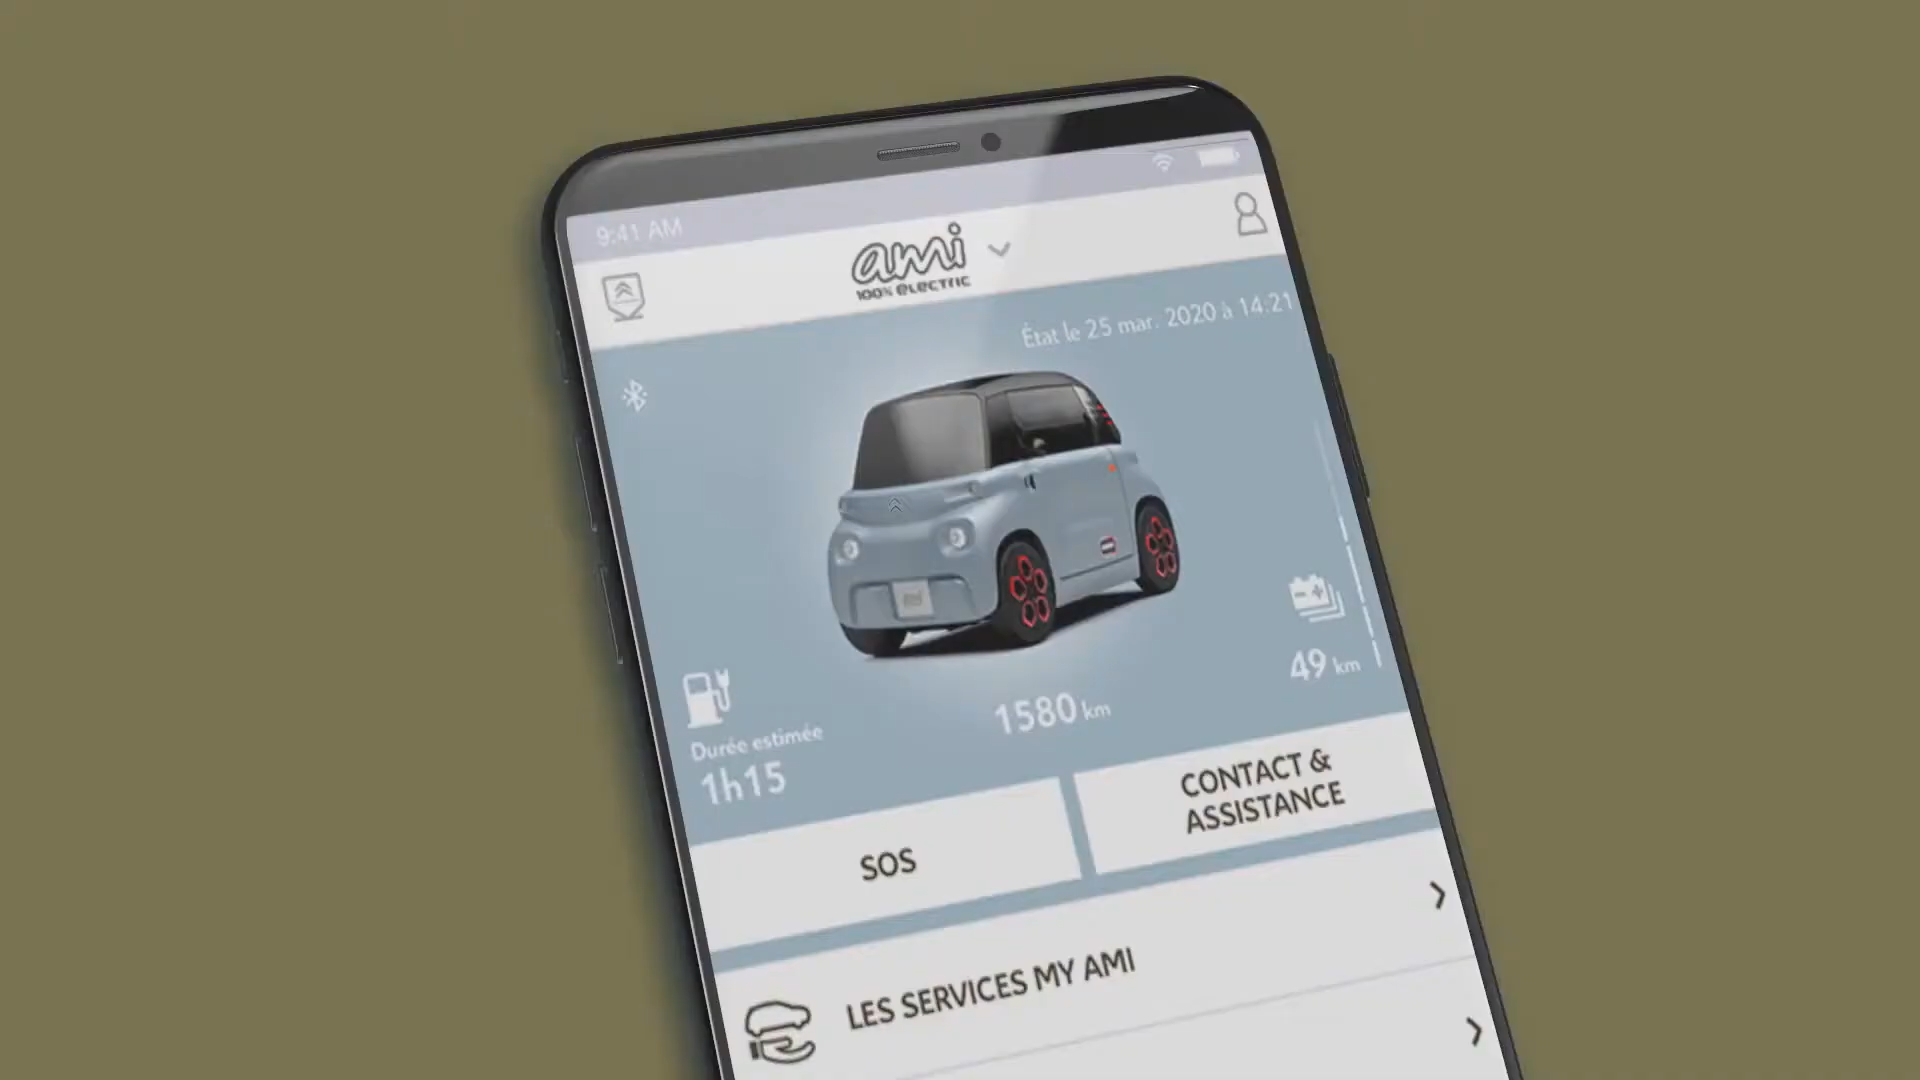 9:41 AM
ami
100% electric
État le 25 mar. 2020 à 14:21
49 km
1580 km
Durée estimée
1h15
SOS
CONTACT &
ASSISTANCE
LES SERVICES MY AMI